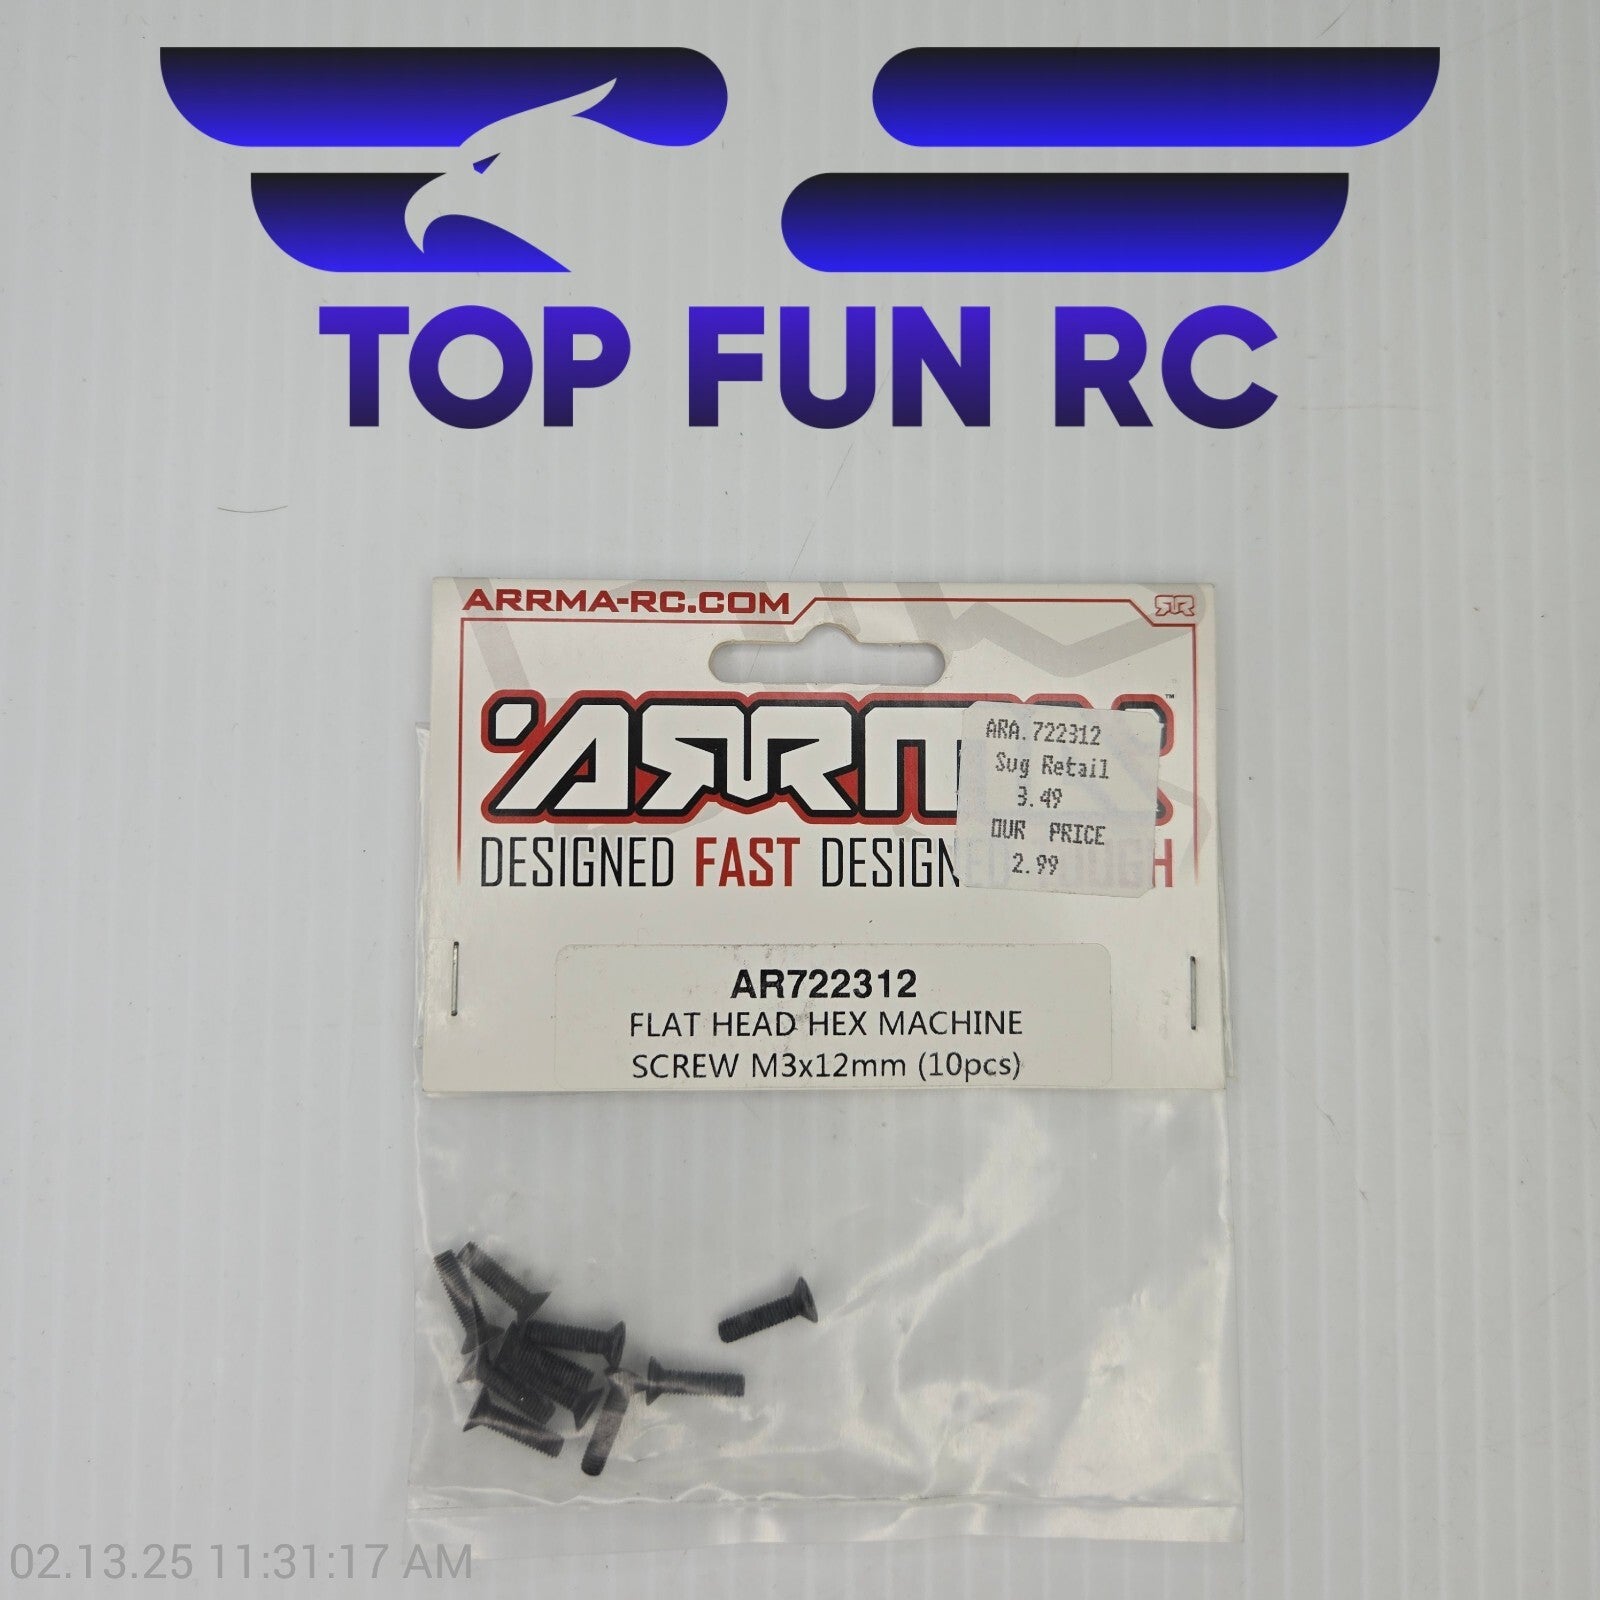 TOP FUN RC
ARRMA-RC.COM
ARRM
DESIGNED FAST DESIGN
ARA.722312
Sug Retail
3.49
OUR PRICE
2.99
AR722312
FLAT HEAD HEX MACHINE
SCREW M3x12mm (10pcs)
02.13.25 11:31:17 AM